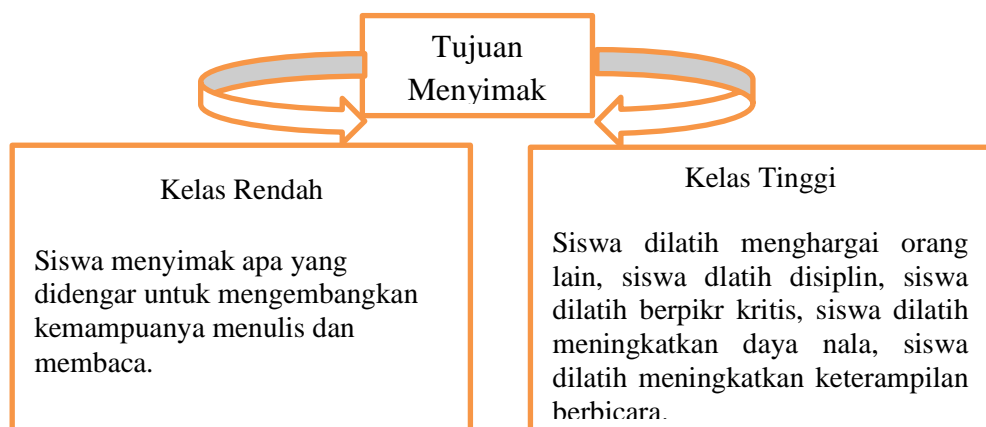 Tujuan
Menyimak
Kelas Rendah
Siswa menyimak apa yang
didengar untuk mengembangkan
kemampuanya menulis dan
membaca.
Kelas Tinggi
Siswa dilatih menghargai orang
lain, siswa dlatih disiplin, siswa
dilatih berpikr kritis, siswa dilatih
meningkatkan daya nala, siswa
dilatih meningkatkan keterampilan
berbicara.